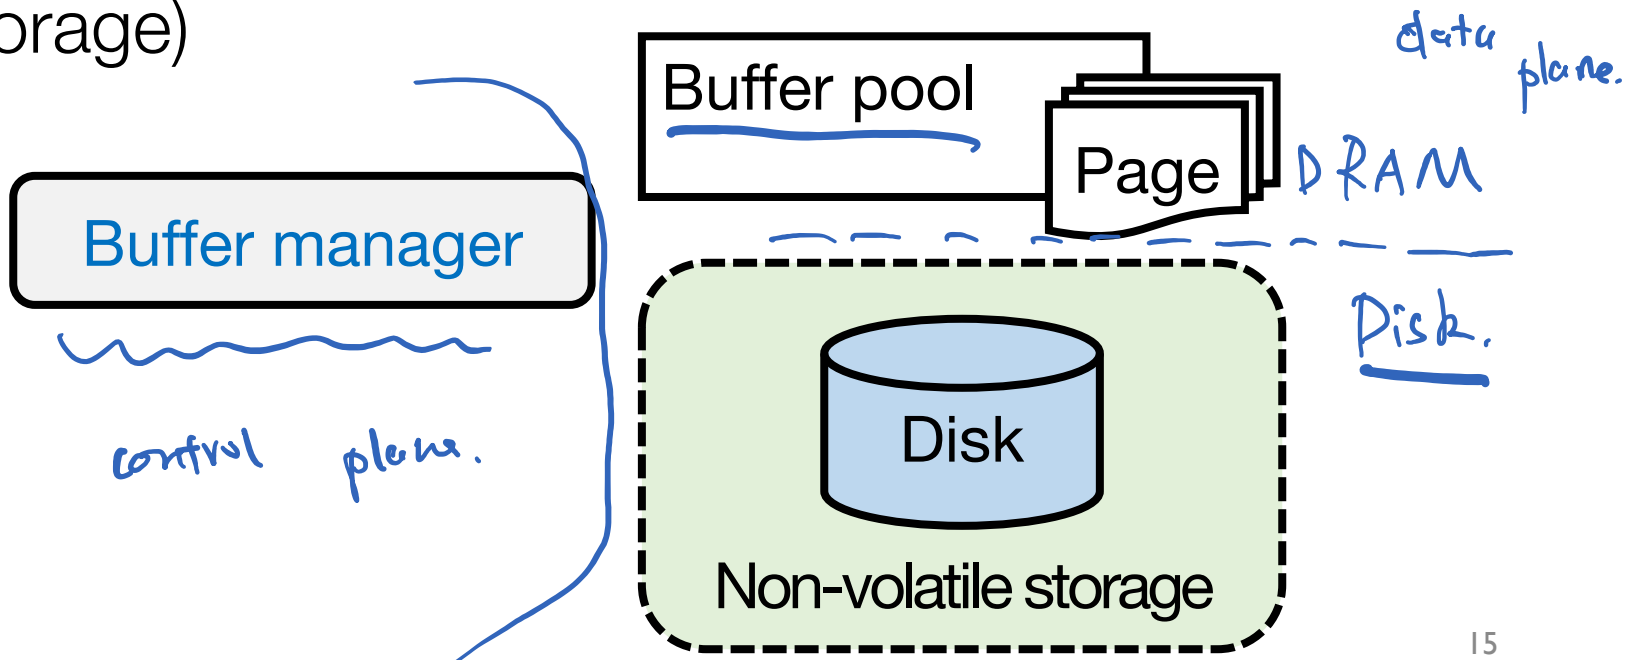 orage)
data plane.
Buffer pool
Page
DRAM
Buffer manager
Disk.
control plane.
Disk
Non-volatile storage
15